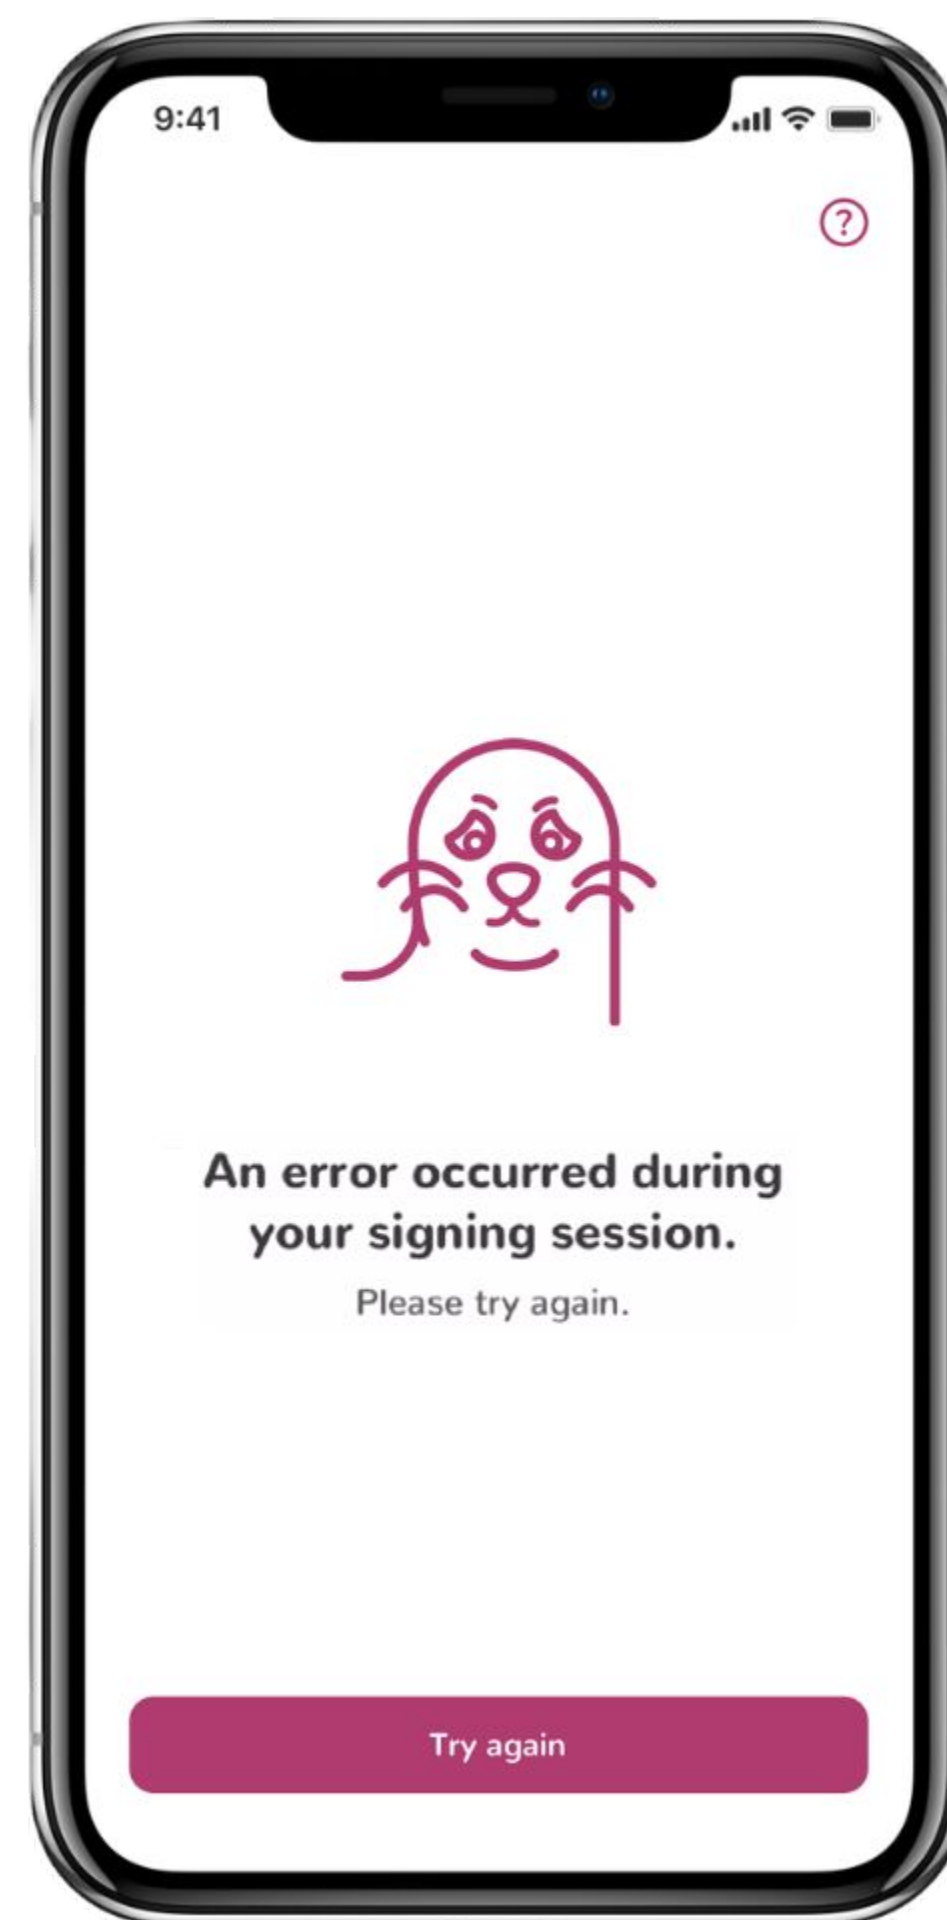 9:41
?
An error occurred during
your signing session.
Please try again.
Try again